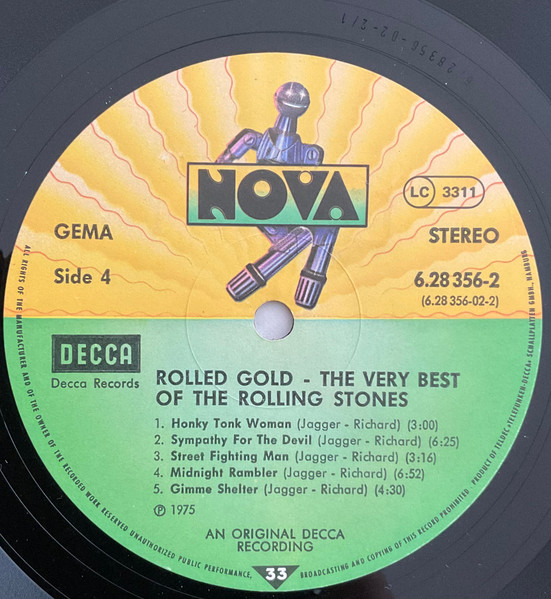 6.28356-02-2/1
NOVA
LC 3311
GEMA
STEREO
Side 4
6.28 356-2
(6.28 356-02-2)
DECCA
Decca Records
ROLLED GOLD - THE VERY BEST
OF THE ROLLING STONES
1. Honky Tonk Woman (Jagger - Richard) (3:00)
2. Sympathy For The Devil (Jagger - Richard) (6:25)
3. Street Fighting Man (Jagger - Richard) (3:16)
4. Midnight Rambler (Jagger - Richard) (6:52)
5. Gimme Shelter (Jagger - Richard) (4:30)
Ⓟ 1975
AN ORIGINAL DECCA
RECORDING
33
ALL RIGHTS OF THE MANUFACTURER AND OF THE OWNER OF THE RECORDED WORK RESERVED UNAUTHORIZED PUBLIC PERFORMANCE, BROADCASTING AND COPYING OF THIS RECORD PROHIBITED · PRODUCT OF TELDEC »TELEFUNKEN-DECCA« SCHALLPLATTEN GMBH., HAMBURG